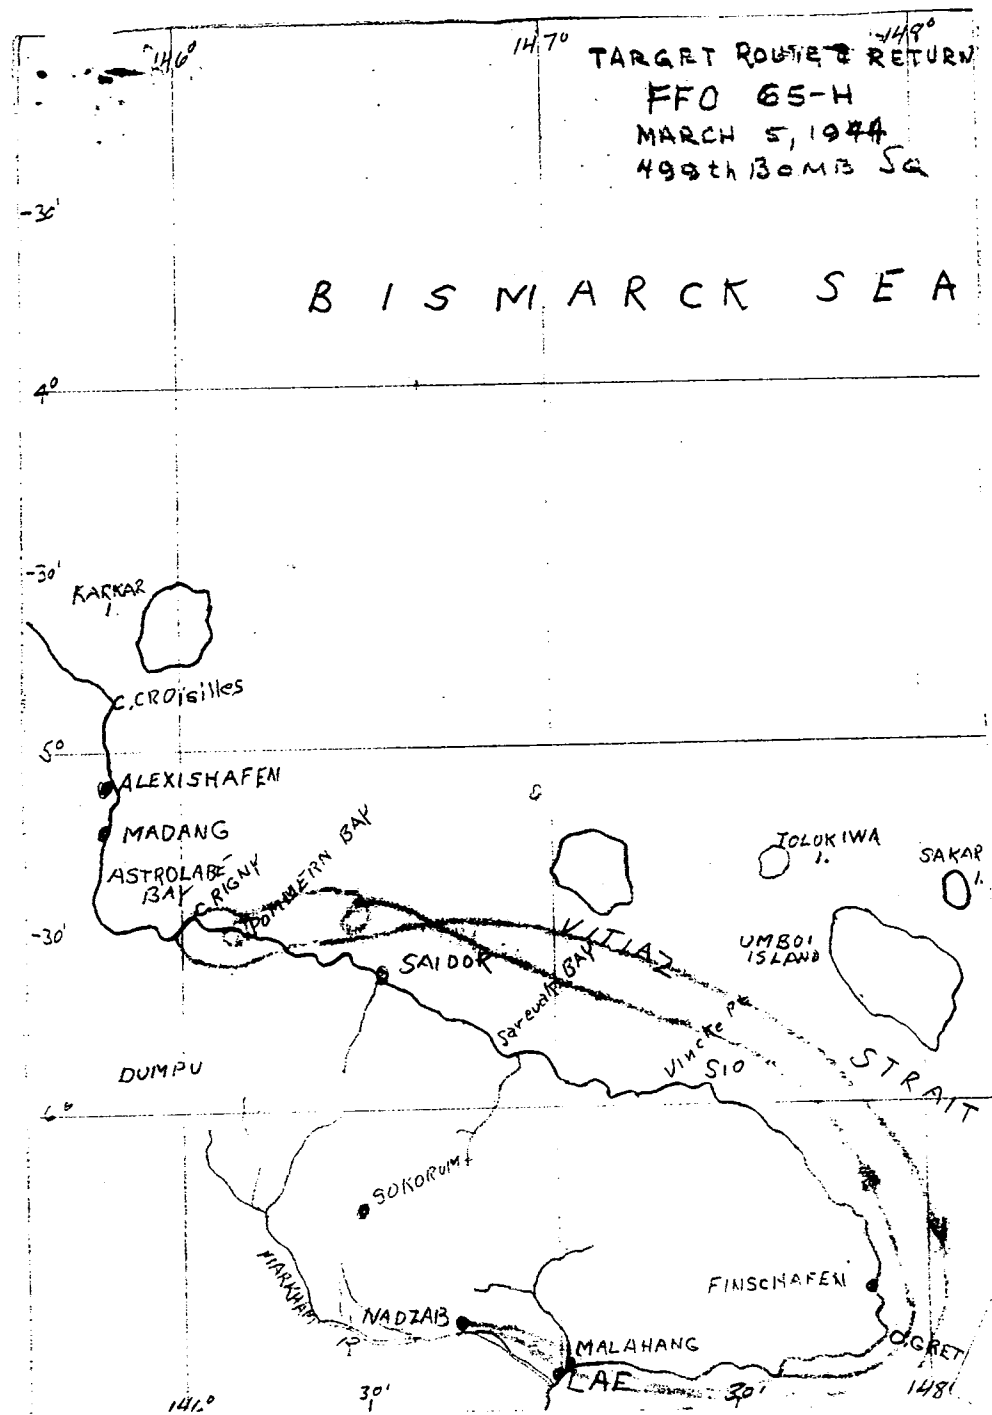 146°
147°
148°
TARGET ROUTE & RETURN
FFO 65-H
MARCH 5, 1944
499th BOMB SQ
-30'
BISMARCK SEA
4°
-30'
KARKAR
I.
C. CROisilles
5°
ALEXISHAFEN
MADANG
ASTROLABE
BAY
C. RIGNY
POMMERN BAY
TOLOKIWA
I.
SAKAR
I.
-30'
SAIDOR
VITIAZ
STRAIT
UMBOI
ISLAND
Vincke Pt
SIO
DUMPU
6°
SOKORUM
MARKHAM
FINSCHAFEN
NADZAB
C. CRET
MALAHANG
LAE
146°
30'
30'
148°